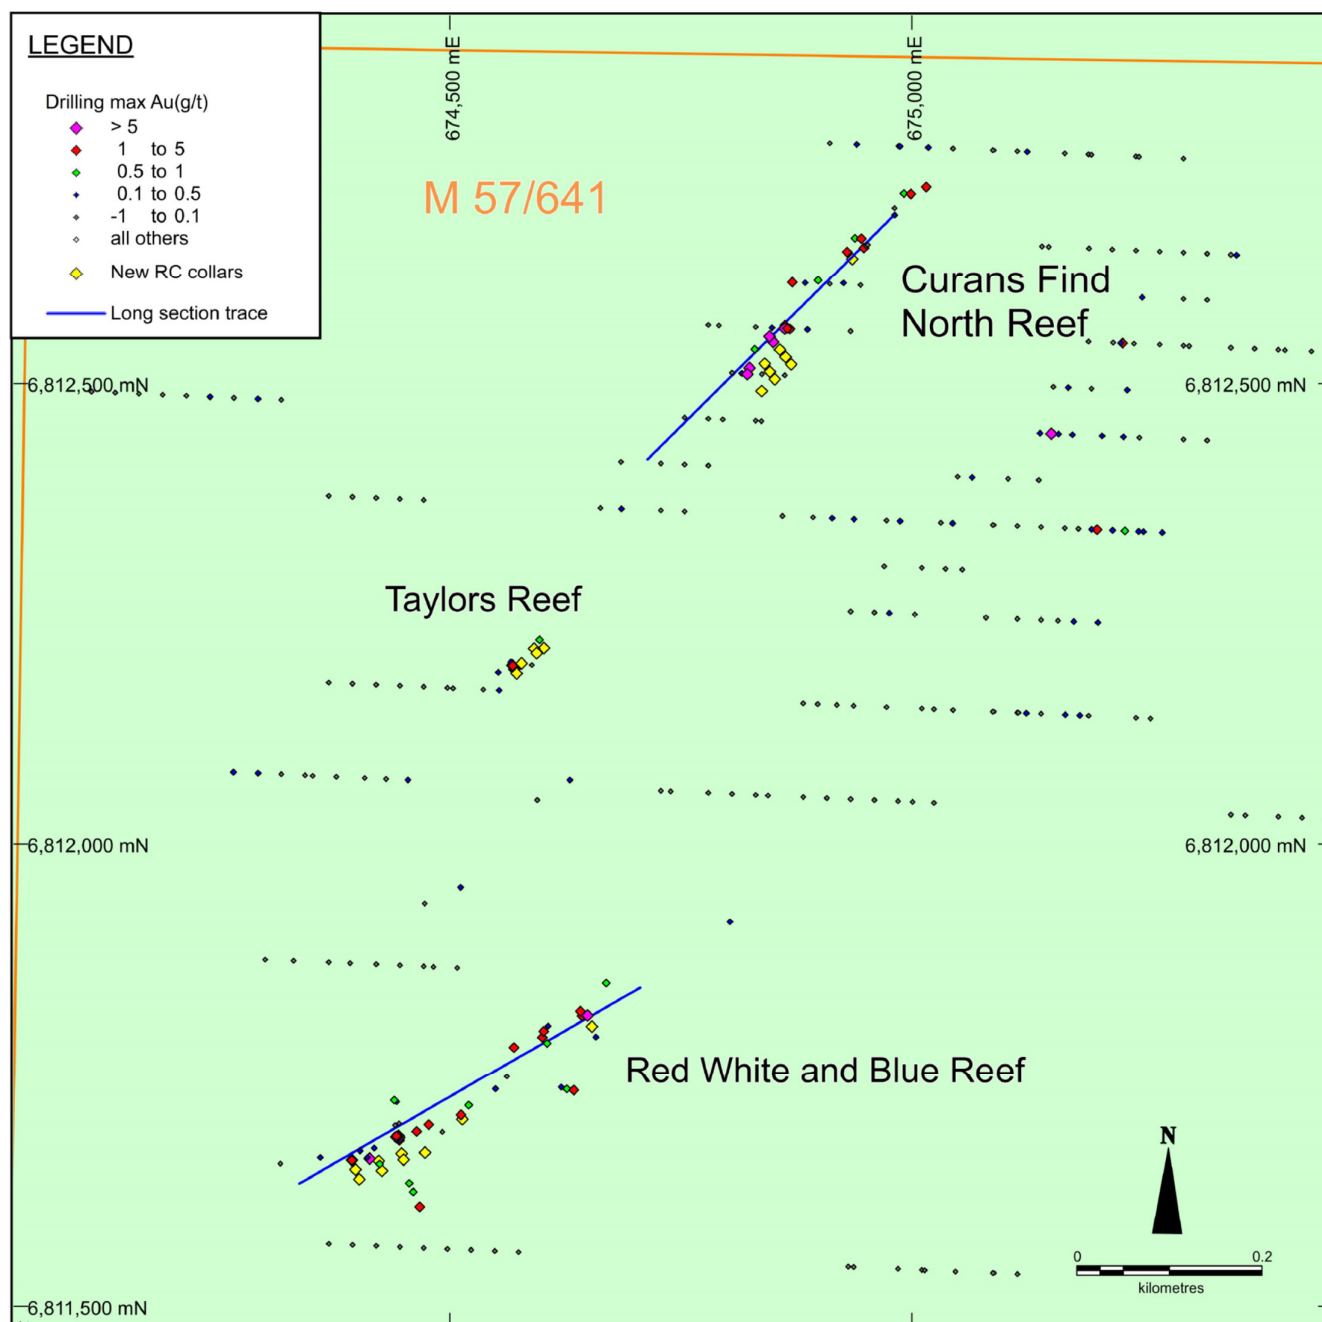 LEGEND
Drilling max Au(g/t)
> 5
1 to 5
0.5 to 1
0.1 to 0.5
-1 to 0.1
all others
New RC collars
Long section trace
674,500 mE
675,000 mE
M 57/641
Curans Find
North Reef
6,812,500 mN
6,812,500 mN
Taylors Reef
6,812,000 mN
6,812,000 mN
Red White and Blue Reef
N
0 0.2
kilometres
6,811,500 mN